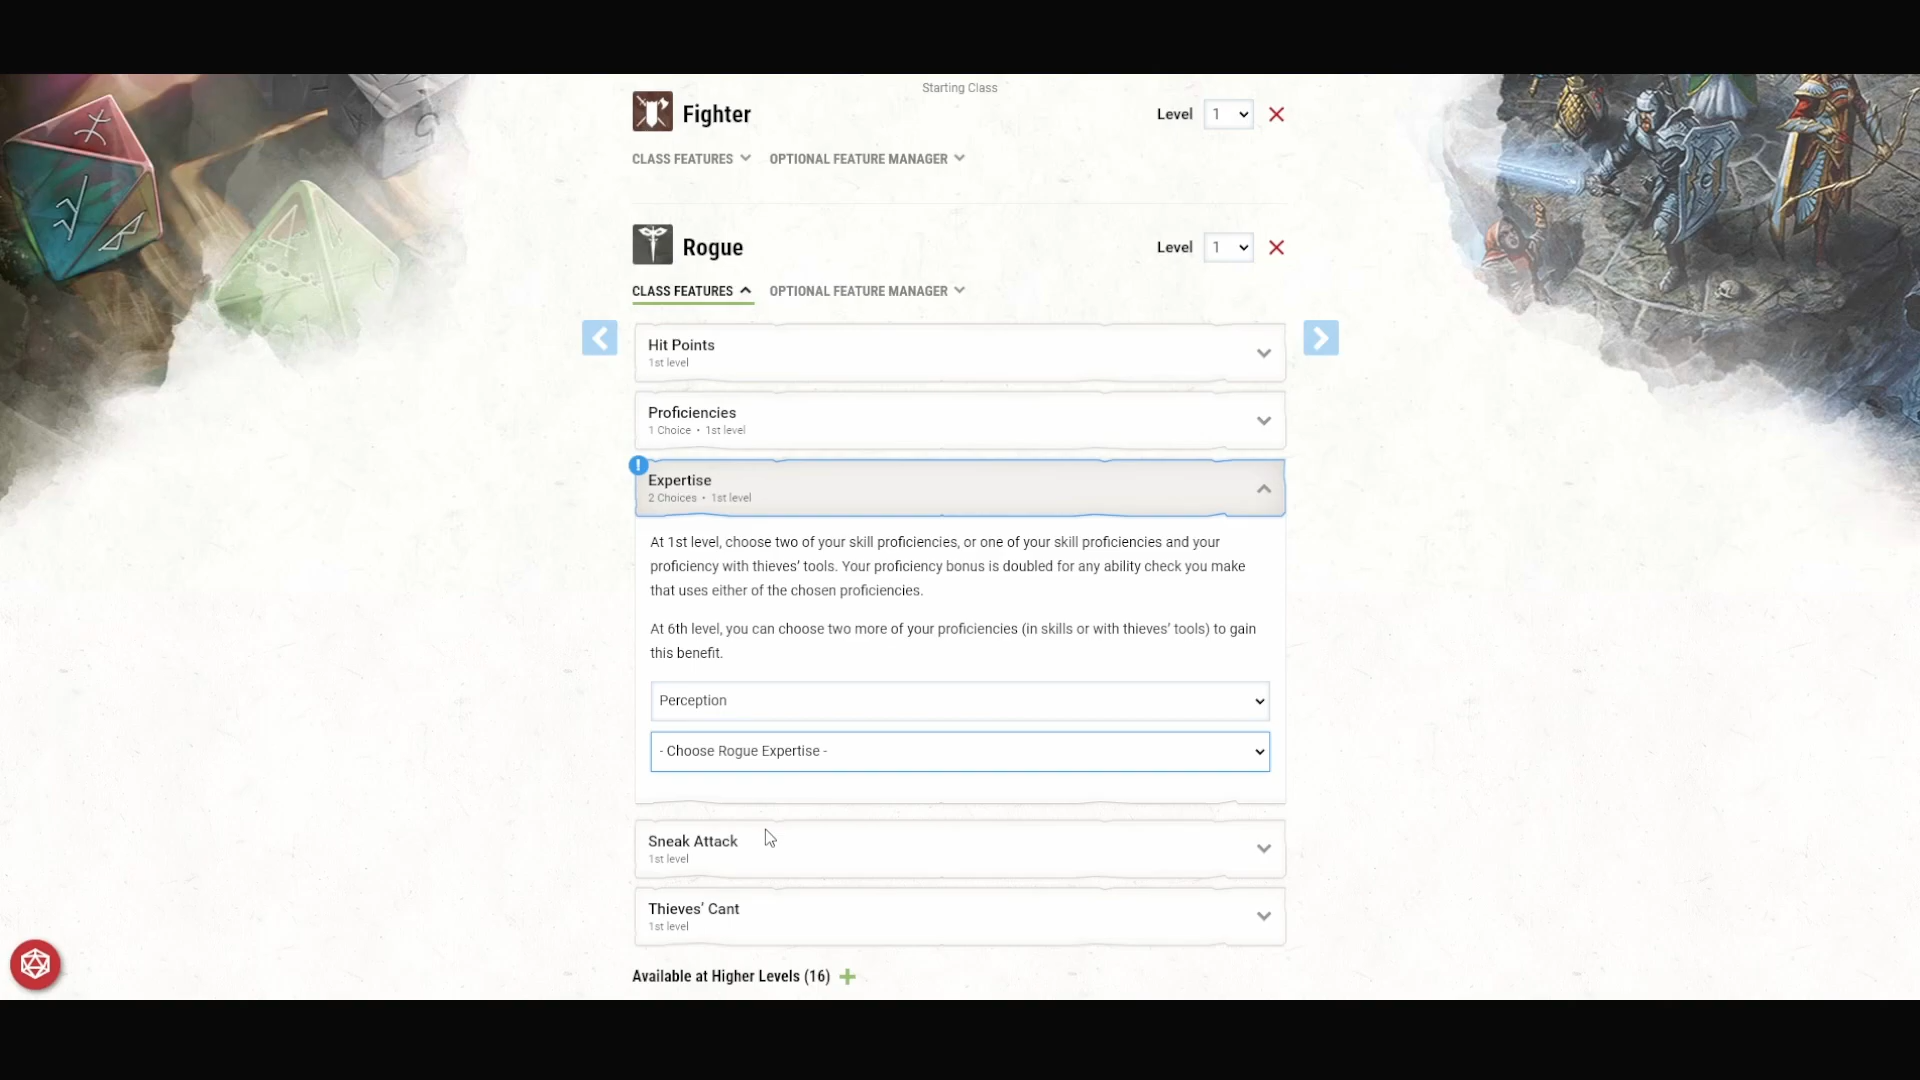 Starting Class
Fighter
Level 1
CLASS FEATURES OPTIONAL FEATURE MANAGER
Rogue
Level 1
CLASS FEATURES OPTIONAL FEATURE MANAGER
Hit Points
1st level
Proficiencies
1 Choice • 1st level
!
Expertise
2 Choices • 1st level
At 1st level, choose two of your skill proficiencies, or one of your skill proficiencies and your
proficiency with thieves’ tools. Your proficiency bonus is doubled for any ability check you make
that uses either of the chosen proficiencies.
At 6th level, you can choose two more of your proficiencies (in skills or with thieves’ tools) to gain
this benefit.
Perception
- Choose Rogue Expertise -
Sneak Attack
1st level
Thieves’ Cant
1st level
Available at Higher Levels (16)